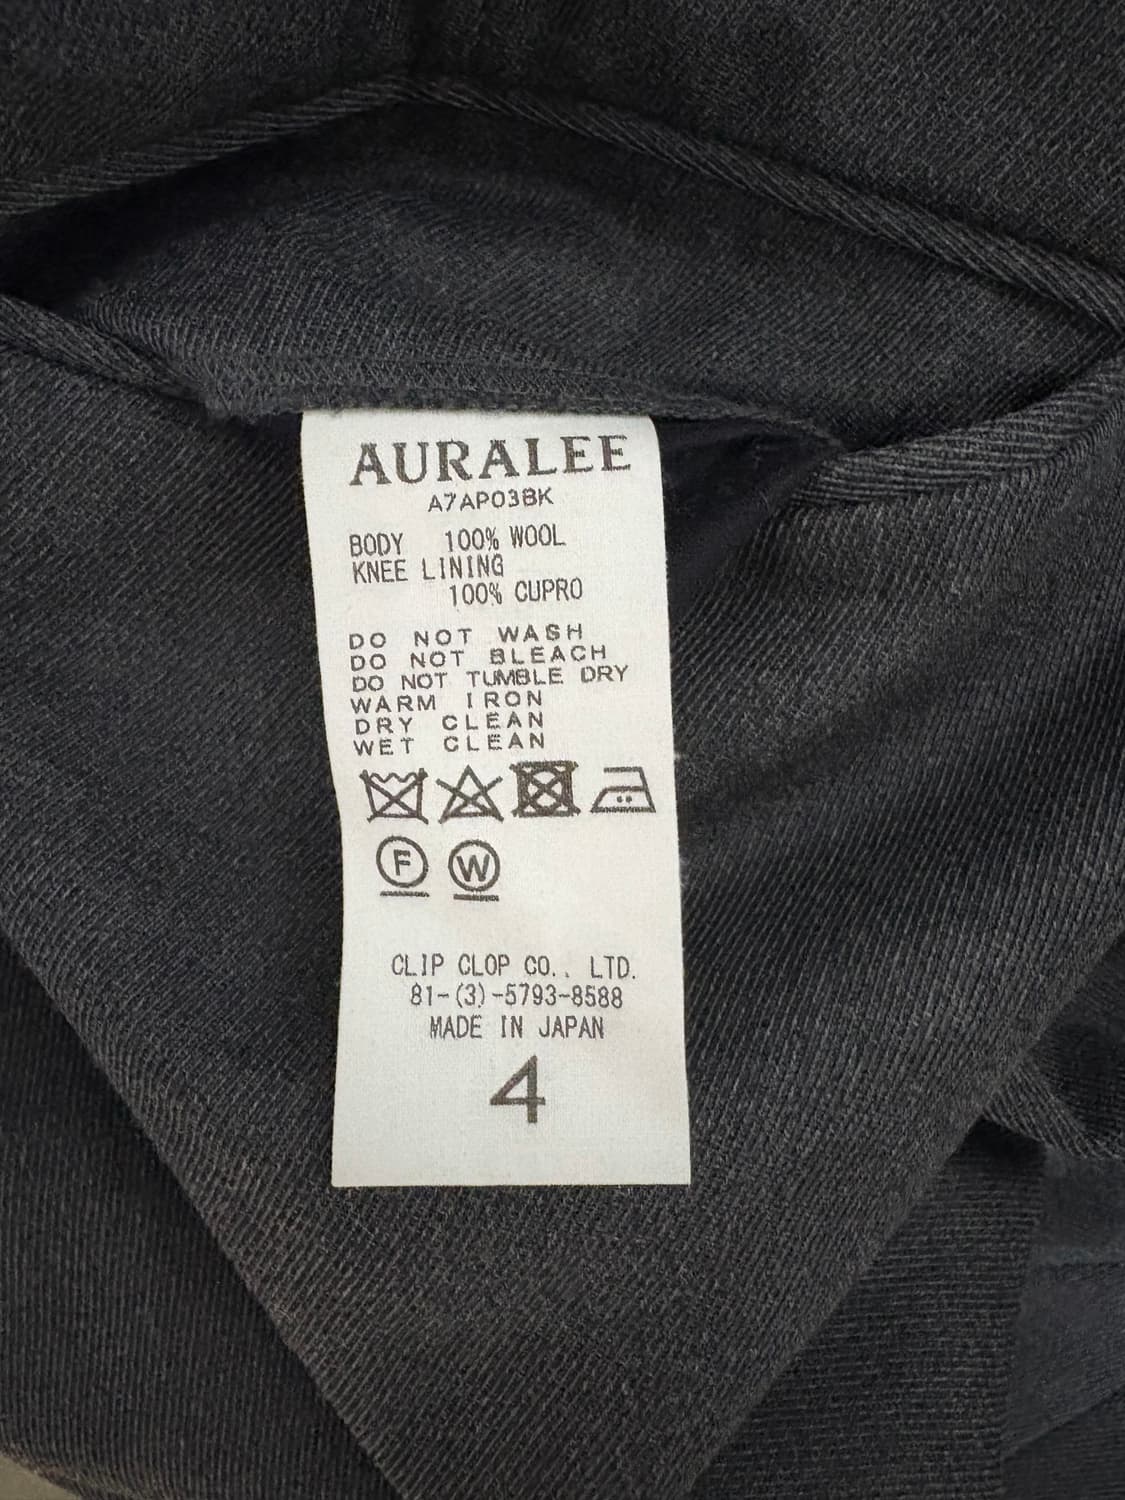 AURALEE
A7AP03BK
BODY 100% WOOL
KNEE LINING
100% CUPRO
DO NOT WASH
DO NOT BLEACH
DO NOT TUMBLE DRY
WARM IRON
DRY CLEAN
WET CLEAN
F W
CLIP CLOP CO., LTD.
81-(3)-5793-8588
MADE IN JAPAN
4